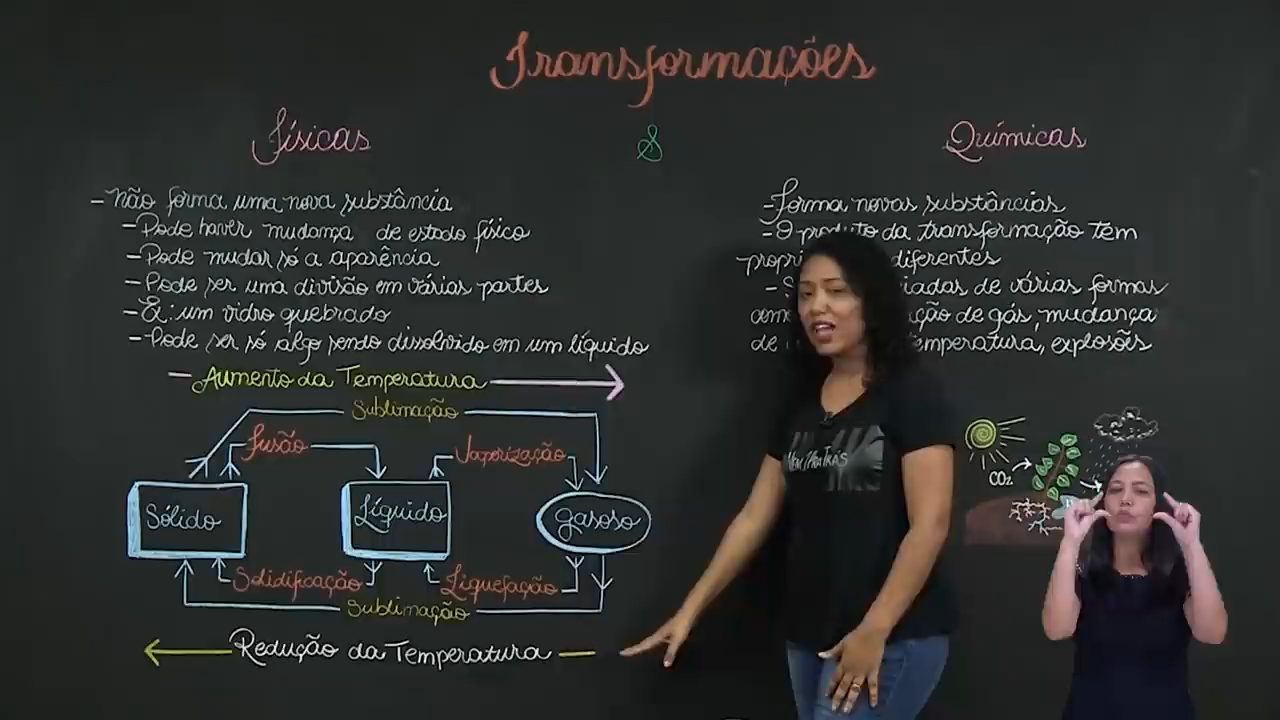 Transformações
Físicas
&
Químicas
- Não forma uma nova substância
- Pode haver mudança de estado físico
- Pode mudar só a aparência
- Pode ser uma divisão em várias partes
- Ex: um vidro quebrado
- Pode ser só algo sendo dissolvido em um líquido
Aumento da Temperatura
Sublimação
Fusão
Vaporização
Sólido
Líquido
Gasoso
Solidificação
Liquefação
Sublimação
Redução da Temperatura
- Forma novas substâncias
- O produto da transformação têm
diferentes
de várias formas
de gás, mudança
de temperatura, explosões
CO₂